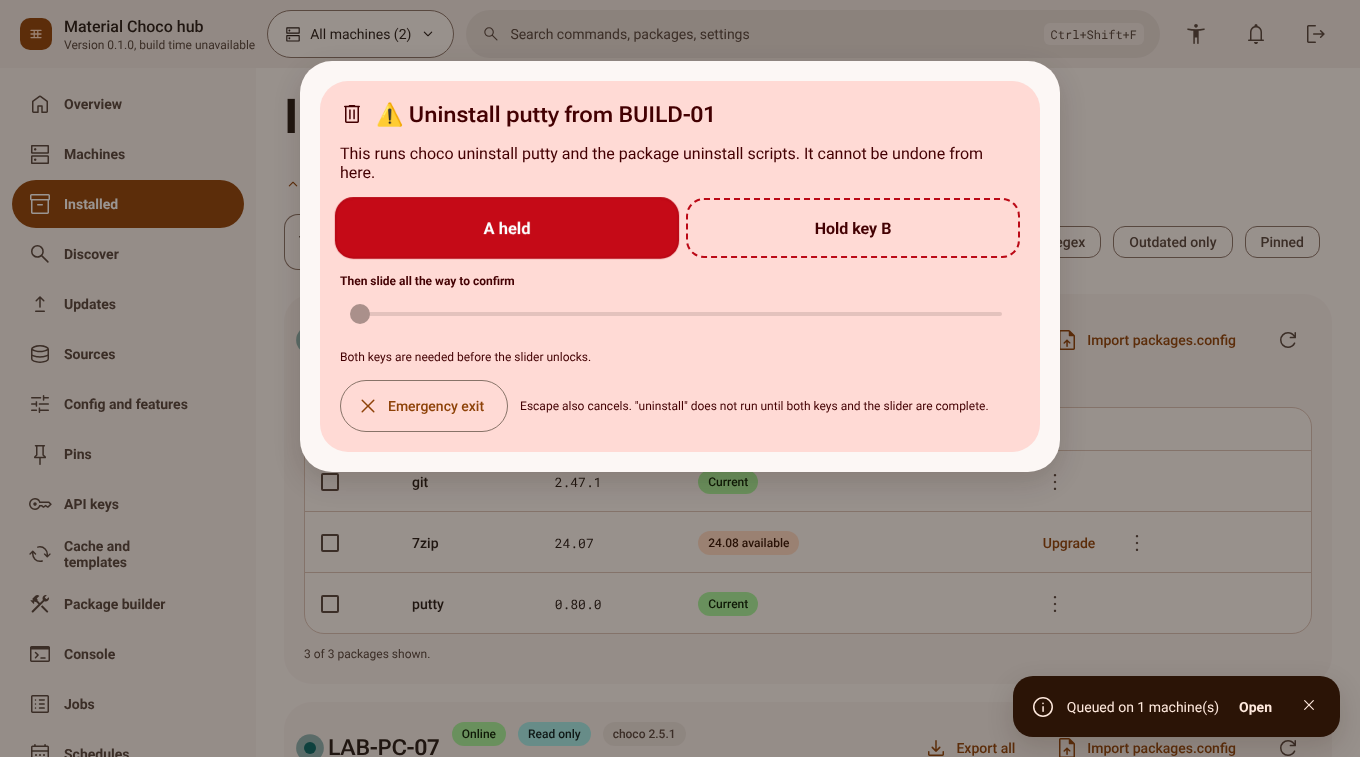 Material Choco hub
Version 0.1.0, build time unavailable
All machines (2)
Search commands, packages, settings
Ctrl+Shift+F
Overview
Machines
Installed
Discover
Updates
Sources
Config and features
Pins
API keys
Cache and
templates
Package builder
Console
Jobs
Schedules
⚠️ Uninstall putty from BUILD-01
This runs choco uninstall putty and the package uninstall scripts. It cannot be undone from
here.
A held
Hold key B
Then slide all the way to confirm
Both keys are needed before the slider unlocks.
Emergency exit
Escape also cancels. "uninstall" does not run until both keys and the slider are complete.
Outdated only
Pinned
Import packages.config
git
2.47.1
Current
7zip
24.07
24.08 available
Upgrade
putty
0.80.0
Current
3 of 3 packages shown.
LAB-PC-07
Online
Read only
choco 2.5.1
Export all
Import packages.config
Queued on 1 machine(s)
Open